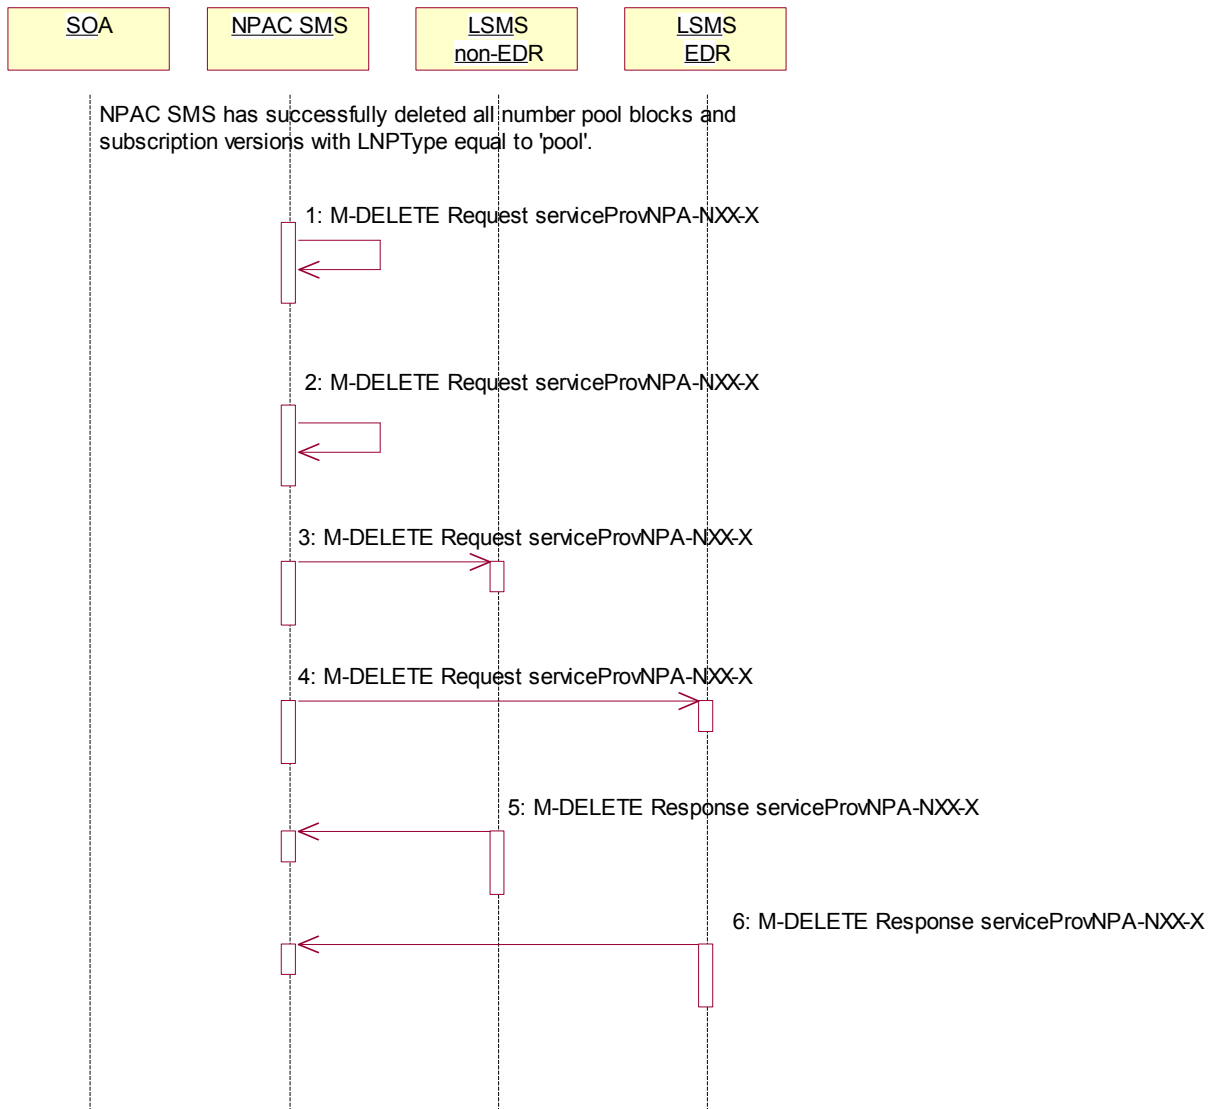 SOA
NPAC SMS
LSMS
non-EDR
LSMS
EDR
NPAC SMS has successfully deleted all number pool blocks and
subscription versions with LNPType equal to 'pool'.
1: M-DELETE Request serviceProvNPA-NXX-X
2: M-DELETE Request serviceProvNPA-NXX-X
3: M-DELETE Request serviceProvNPA-NXX-X
4: M-DELETE Request serviceProvNPA-NXX-X
5: M-DELETE Response serviceProvNPA-NXX-X
6: M-DELETE Response serviceProvNPA-NXX-X